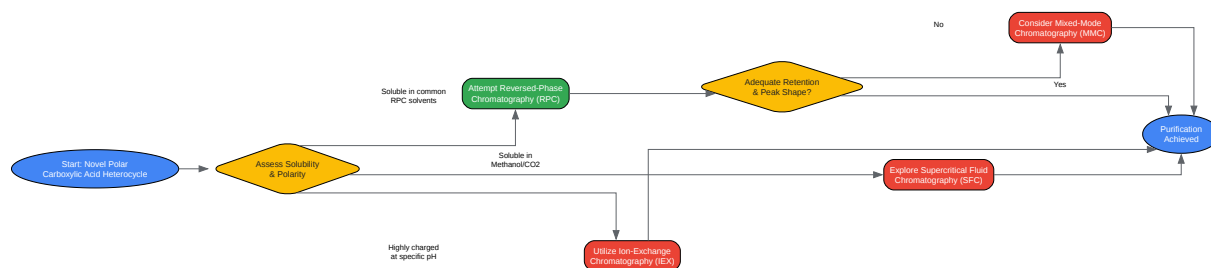 No
Consider Mixed-Mode
Chromatography (MMC)
Adequate Retention
& Peak Shape?
Yes
Soluble in common
RPC solvents
Attempt Reversed-Phase
Chromatography (RPC)
Purification
Achieved
Start: Novel Polar
Carboxylic Acid Heterocycle
Assess Solubility
& Polarity
Soluble in
Methanol/CO2
Explore Supercritical Fluid
Chromatography (SFC)
Highly charged
at specific pH
Utilize Ion-Exchange
Chromatography (IEX)